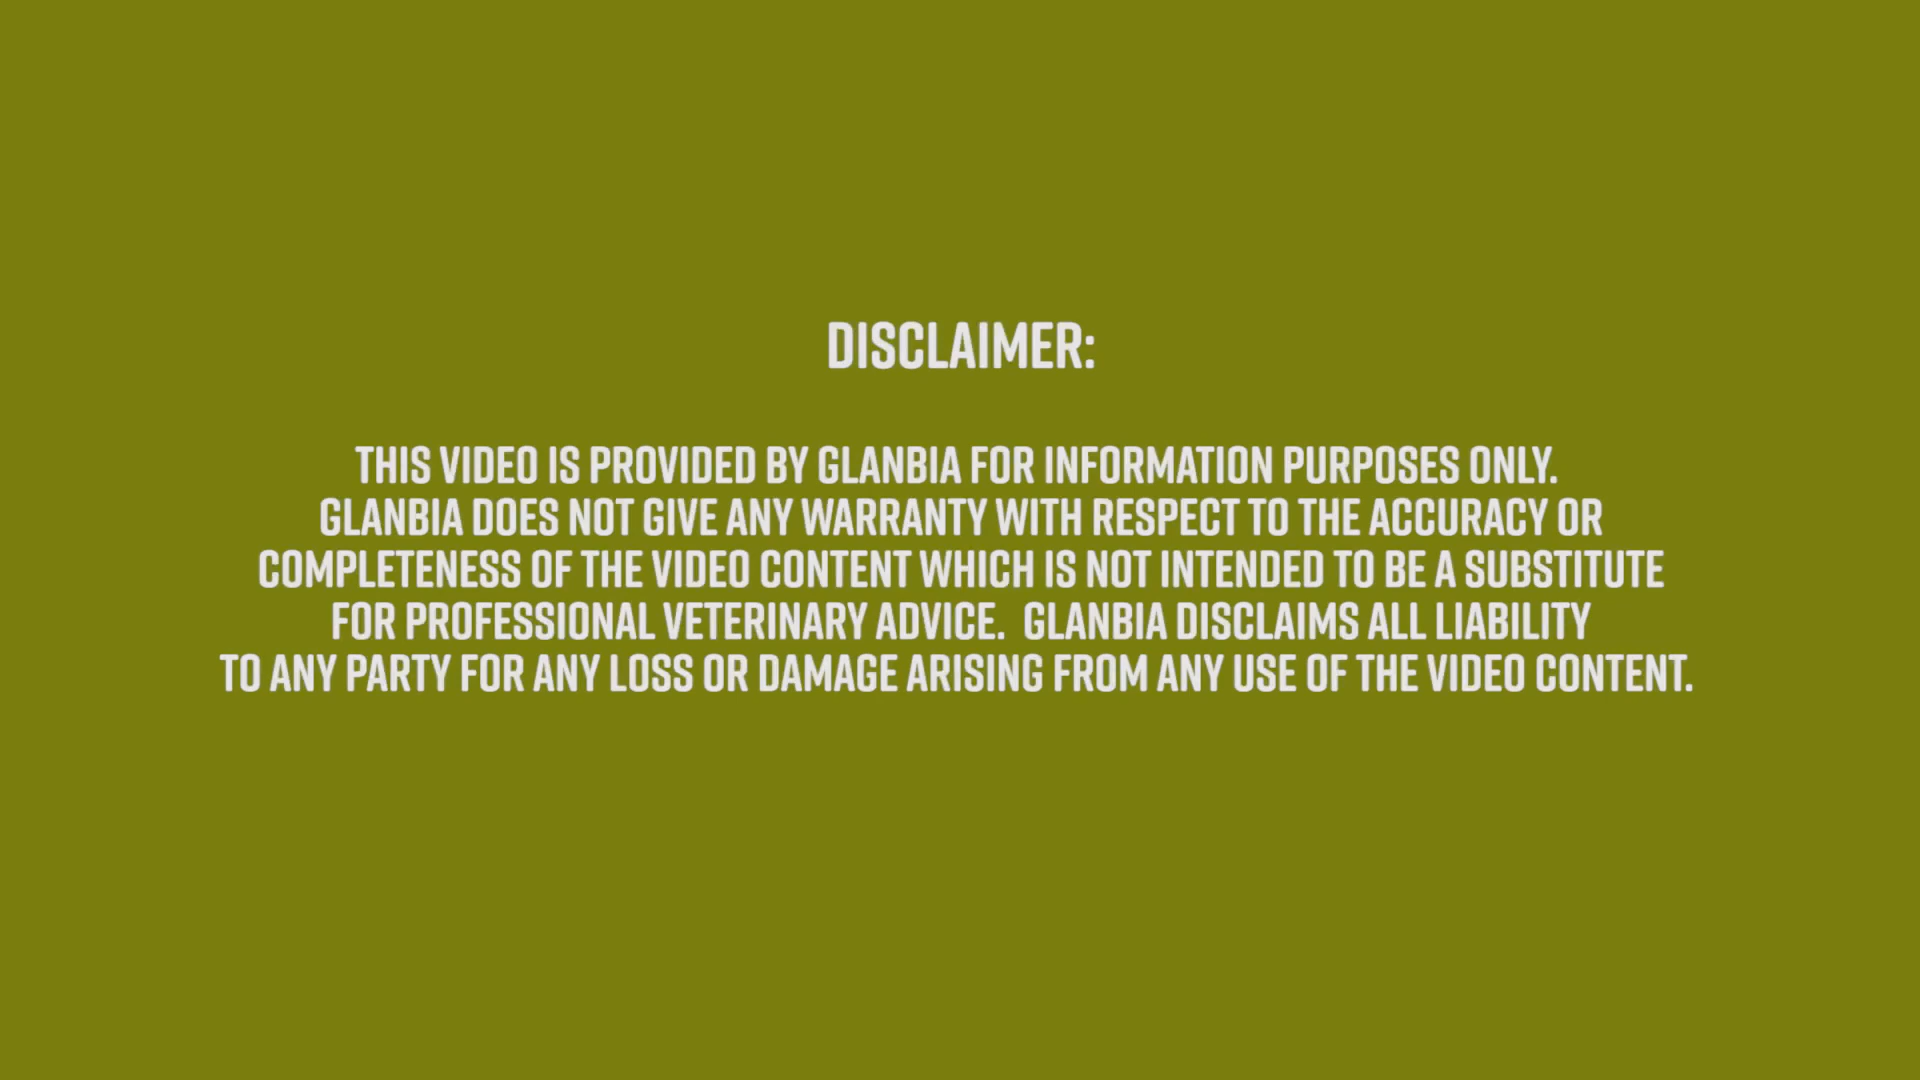 DISCLAIMER:
THIS VIDEO IS PROVIDED BY GLANBIA FOR INFORMATION PURPOSES ONLY.
GLANBIA DOES NOT GIVE ANY WARRANTY WITH RESPECT TO THE ACCURACY OR
COMPLETENESS OF THE VIDEO CONTENT WHICH IS NOT INTENDED TO BE A SUBSTITUTE
FOR PROFESSIONAL VETERINARY ADVICE. GLANBIA DISCLAIMS ALL LIABILITY
TO ANY PARTY FOR ANY LOSS OR DAMAGE ARISING FROM ANY USE OF THE VIDEO CONTENT.